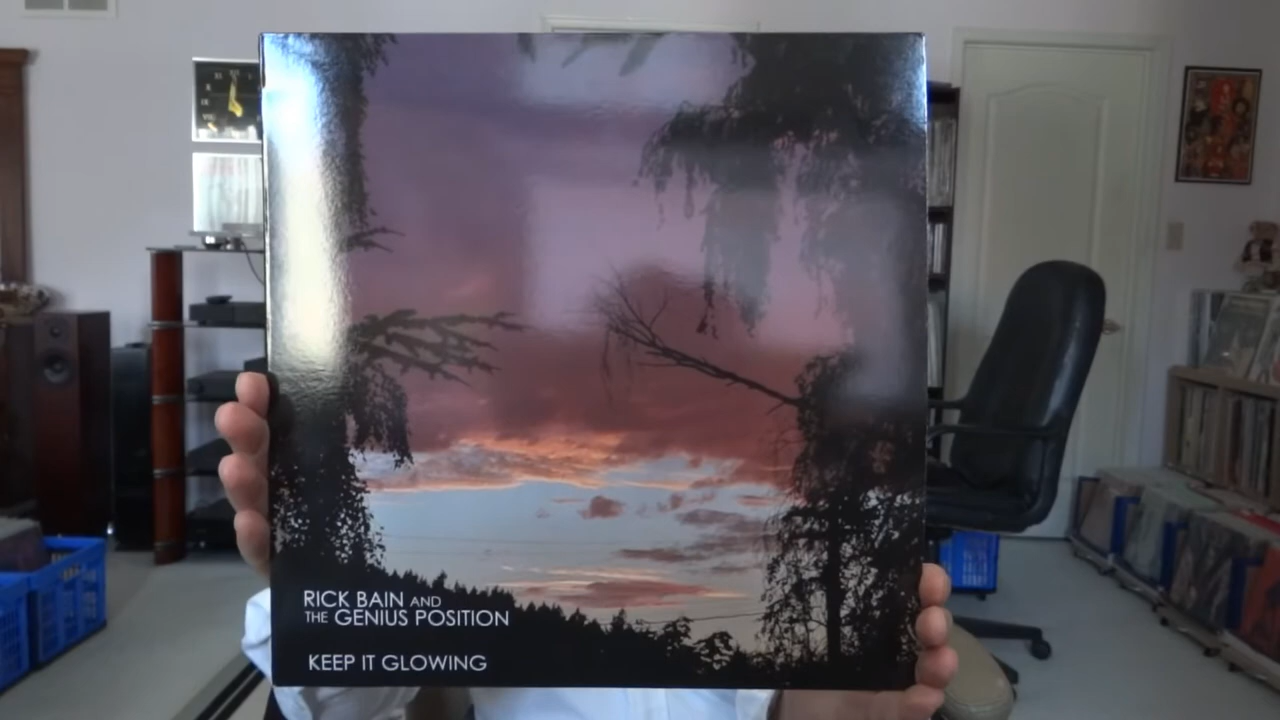 RICK BAIN AND
THE GENIUS POSITION
KEEP IT GLOWING